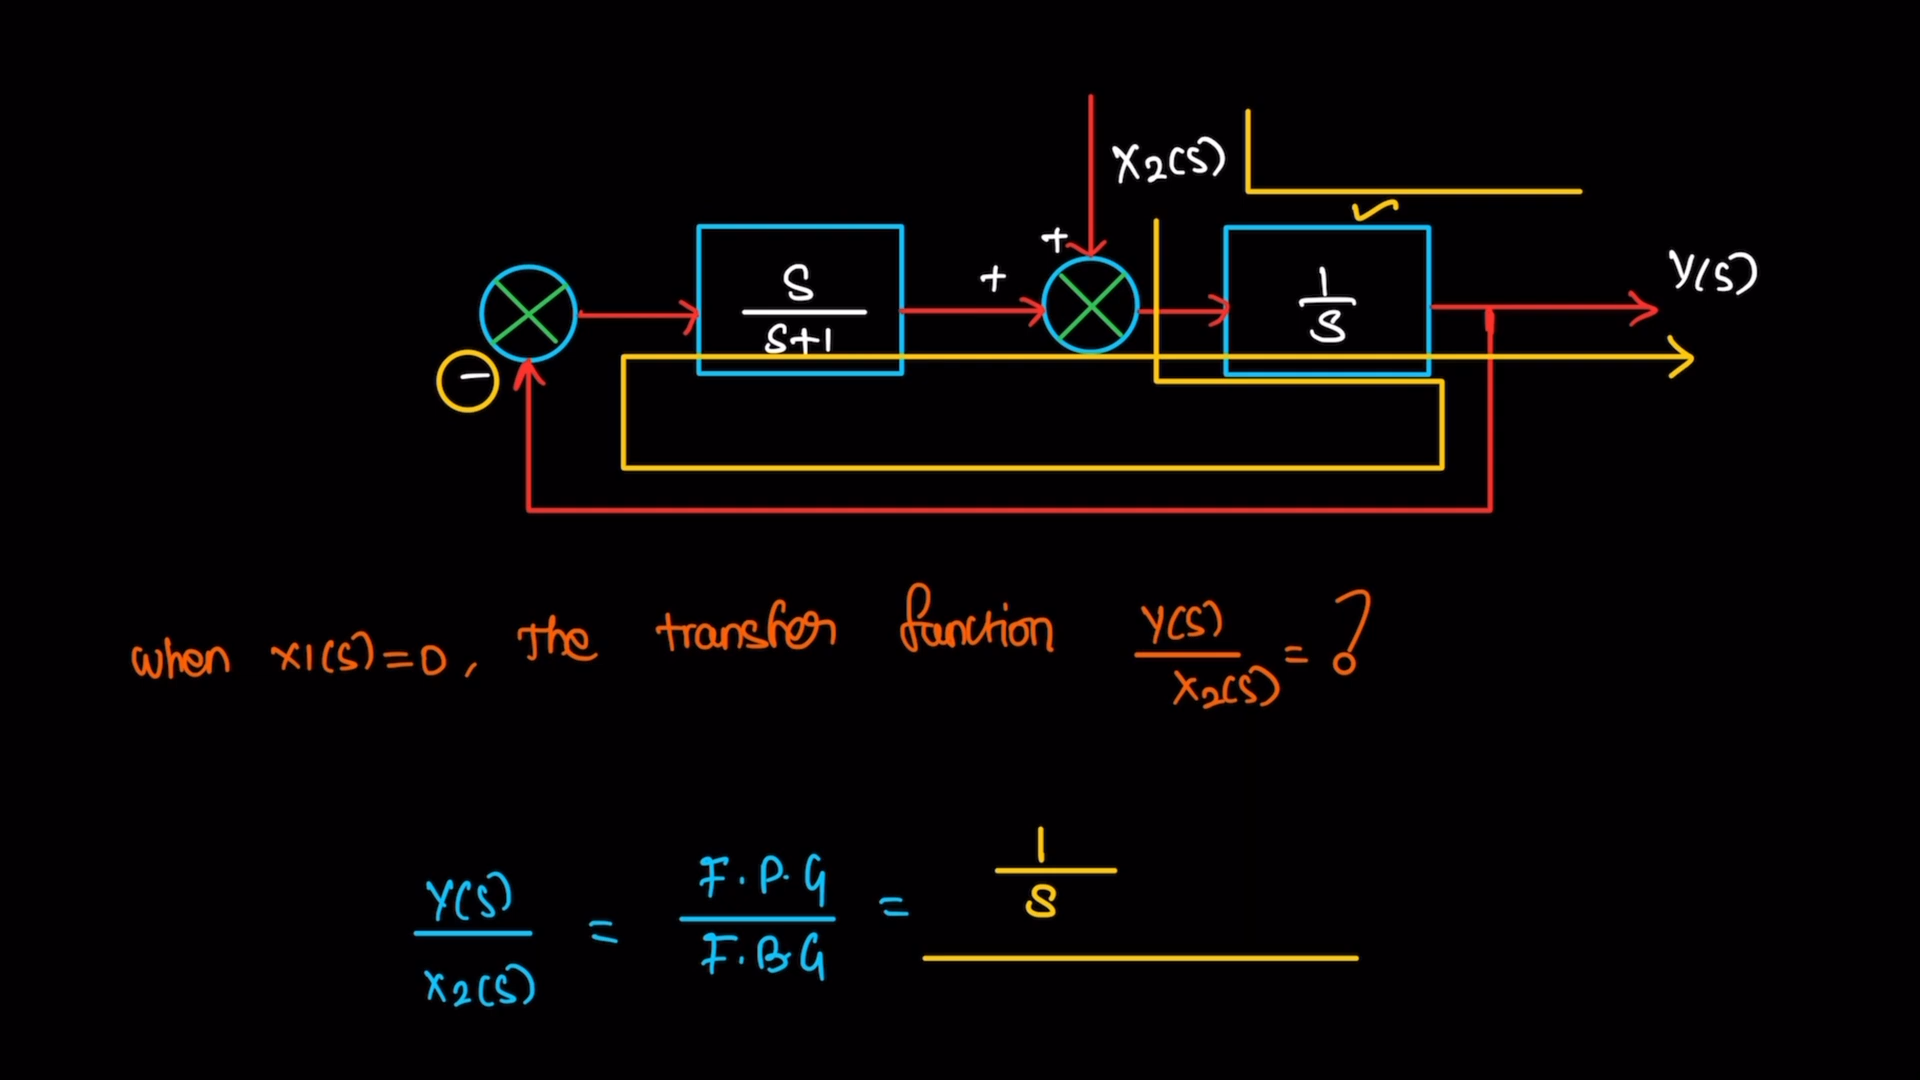 X2(S)
+
+
S
S+1
1
S
Y(S)
-
when X1(S)=0, The transfer function Y(S)/X2(S) = ?
Y(S)/X2(S) = F.P.G/F.B.G = 1/S